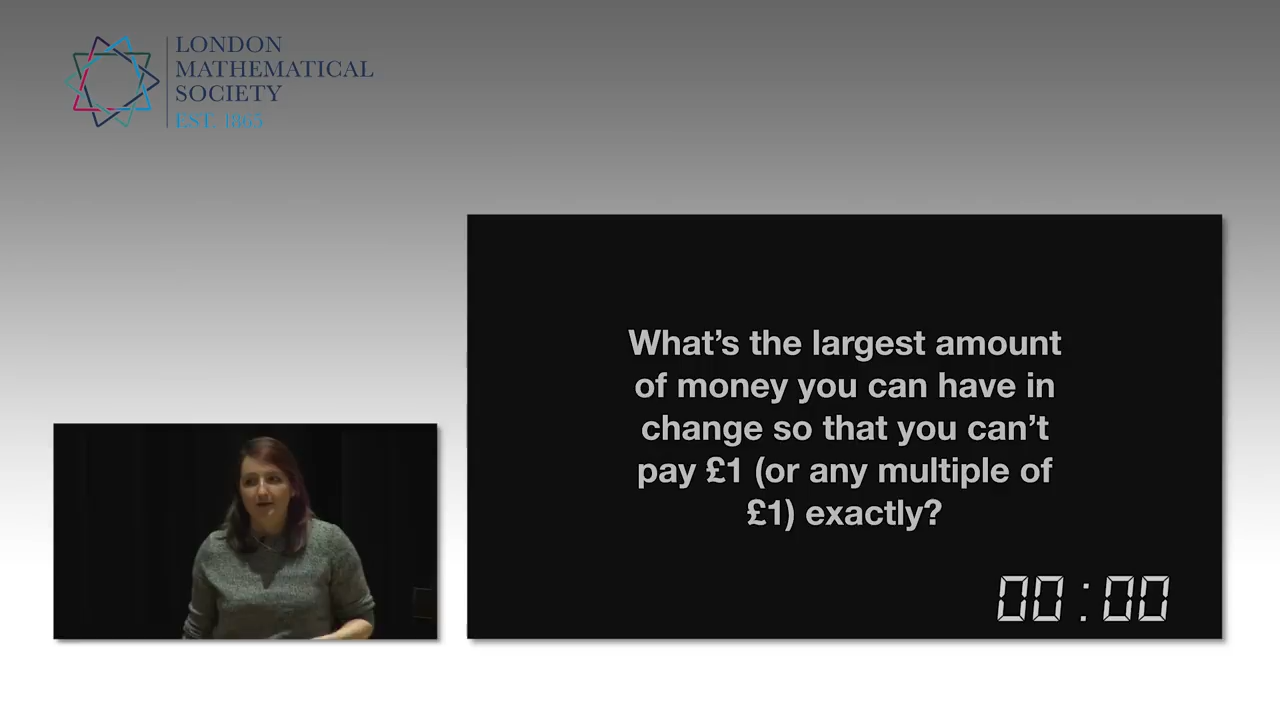 LONDON
MATHEMATICAL
SOCIETY
EST. 1865
What's the largest amount
of money you can have in
change so that you can't
pay £1 (or any multiple of
£1) exactly?
00:00